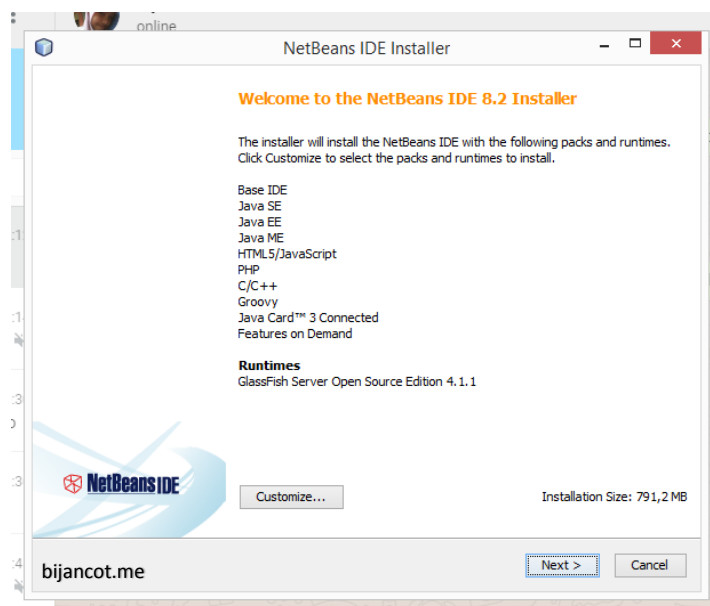 online
NetBeans IDE Installer
Welcome to the NetBeans IDE 8.2 Installer
The installer will install the NetBeans IDE with the following packs and runtimes.
Click Customize to select the packs and runtimes to install.
Base IDE
Java SE
Java EE
Java ME
HTML5/JavaScript
PHP
C/C++
Groovy
Java Card™ 3 Connected
Features on Demand
Runtimes
GlassFish Server Open Source Edition 4.1.1
NetBeans IDE
Customize...
Installation Size: 791,2 MB
bijancot.me
Next >
Cancel